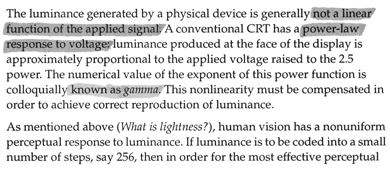 The luminance generated by a physical device is generally not a linear
function of the applied signal. A conventional CRT has a power-law
response to voltage: luminance produced at the face of the display is
approximately proportional to the applied voltage raised to the 2.5
power. The numerical value of the exponent of this power function is
colloquially known as gamma. This nonlinearity must be compensated in
order to achieve correct reproduction of luminance.
As mentioned above (What is lightness?), human vision has a nonuniform
perceptual response to luminance. If luminance is to be coded into a small
number of steps, say 256, then in order for the most effective perceptual